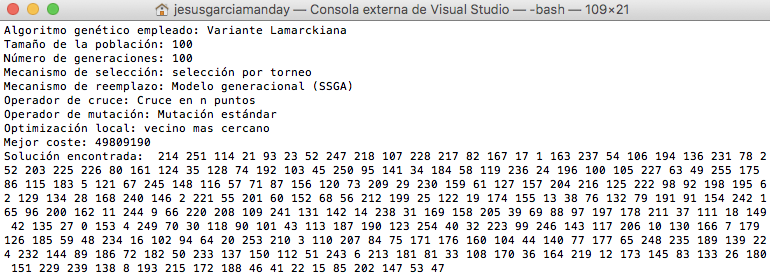 jesusgarciamanday — Consola externa de Visual Studio — -bash — 109×21
Algoritmo genético empleado: Variante Lamarckiana
Tamaño de la población: 100
Número de generaciones: 100
Mecanismo de selección: selección por torneo
Mecanismo de reemplazo: Modelo generacional (SSGA)
Operador de cruce: Cruce en n puntos
Operador de mutación: Mutación estándar
Optimización local: vecino mas cercano
Mejor coste: 49809190
Solución encontrada:  214 251 114 21 93 23 52 247 218 107 228 217 82 167 17 1 163 237 54 106 194 136 231 78 2
52 203 225 226 80 161 124 35 128 74 192 103 45 250 95 141 34 184 58 119 236 24 196 100 105 227 63 49 255 175
86 115 183 5 121 67 245 148 116 57 71 87 156 120 73 209 29 230 159 61 127 157 204 216 125 222 98 92 198 195 6
2 129 134 28 168 240 146 2 221 55 201 60 152 68 56 212 199 25 122 19 174 155 13 38 76 132 79 191 91 154 242 1
65 96 200 162 11 244 9 66 220 208 109 241 131 142 14 238 31 169 158 205 39 69 88 97 197 178 211 37 111 18 149
42 135 27 0 153 4 249 70 30 118 90 101 43 113 187 190 123 254 40 32 223 99 246 143 117 206 10 130 166 7 179
126 185 59 48 234 16 102 94 64 20 253 210 3 110 207 84 75 171 176 160 104 44 140 77 177 65 248 235 189 139 22
4 232 144 89 186 72 182 50 233 137 150 112 51 243 6 213 181 81 33 108 170 36 164 219 12 173 145 83 133 26 180
151 229 239 138 8 193 215 172 188 46 41 22 15 85 202 147 53 47